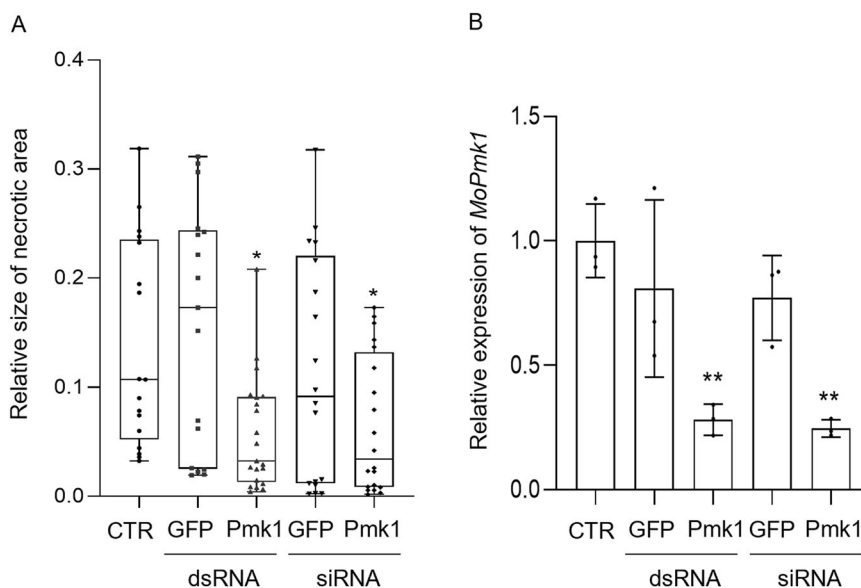 A
Relative size of necrotic area
0.4
0.3
0.2
0.1
0.0
*
*
CTR GFP Pmk1 GFP Pmk1
dsRNA siRNA
B
Relative expression of MoPmk1
1.5
1.0
0.5
0.0
**
**
CTR GFP Pmk1 GFP Pmk1
dsRNA siRNA